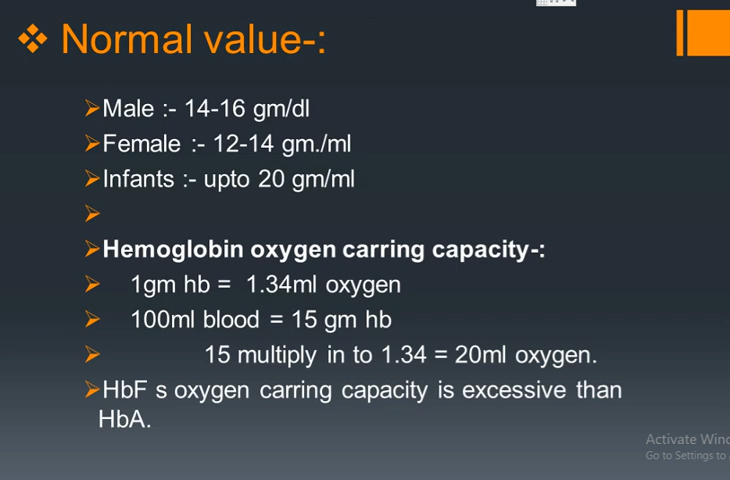 Normal value-:
Male :- 14-16 gm/dl
Female :- 12-14 gm./ml
Infants :- upto 20 gm/ml
Hemoglobin oxygen carring capacity-:
1gm hb = 1.34ml oxygen
100ml blood = 15 gm hb
15 multiply in to 1.34 = 20ml oxygen.
HbF s oxygen carring capacity is excessive than
HbA.
Activate Wind
Go to Settings to